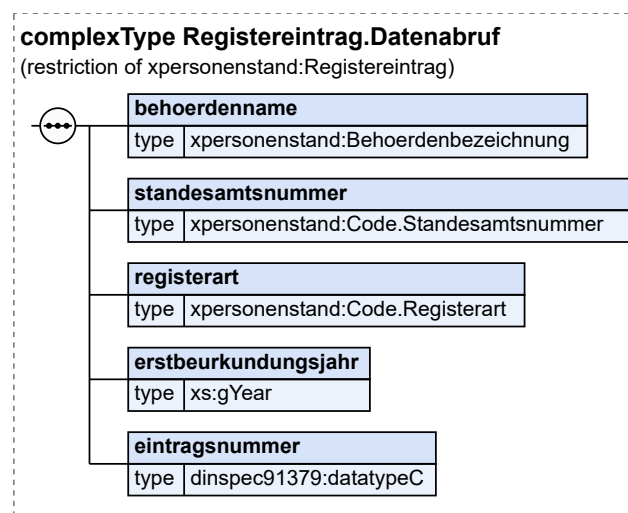 complexType Registereintrag.Datenabruf
(restriction of xpersonenstand:Registereintrag)
behoerdenname
type xpersonenstand:Behoerdenbezeichnung
standesamtsnummer
type xpersonenstand:Code.Standesamtsnummer
registerart
type xpersonenstand:Code.Registerart
erstbeurkundungsjahr
type xs:gYear
eintragsnummer
type dinspec91379:datatypeC